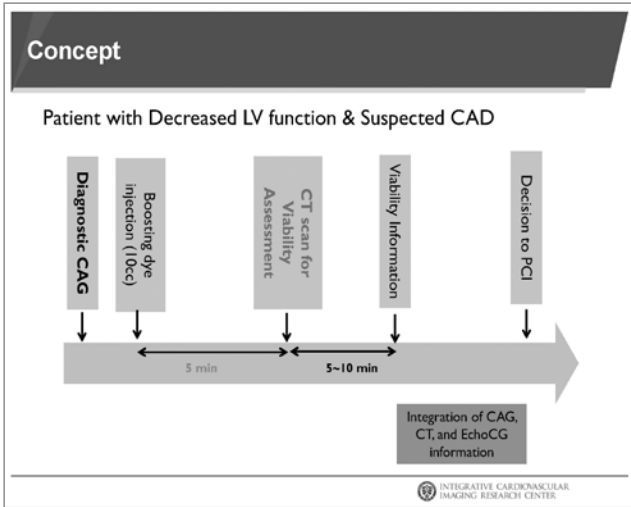 Concept
Patient with Decreased LV function & Suspected CAD
Diagnostic CAG
Boosting dye
injection (10cc)
CT scan for
Viability
Assessment
Viability Information
Decision to PCI
5 min
5~10 min
Integration of CAG,
CT, and EchoCG
information
INTEGRATIVE CARDIOVASCULAR
IMAGING RESEARCH CENTER